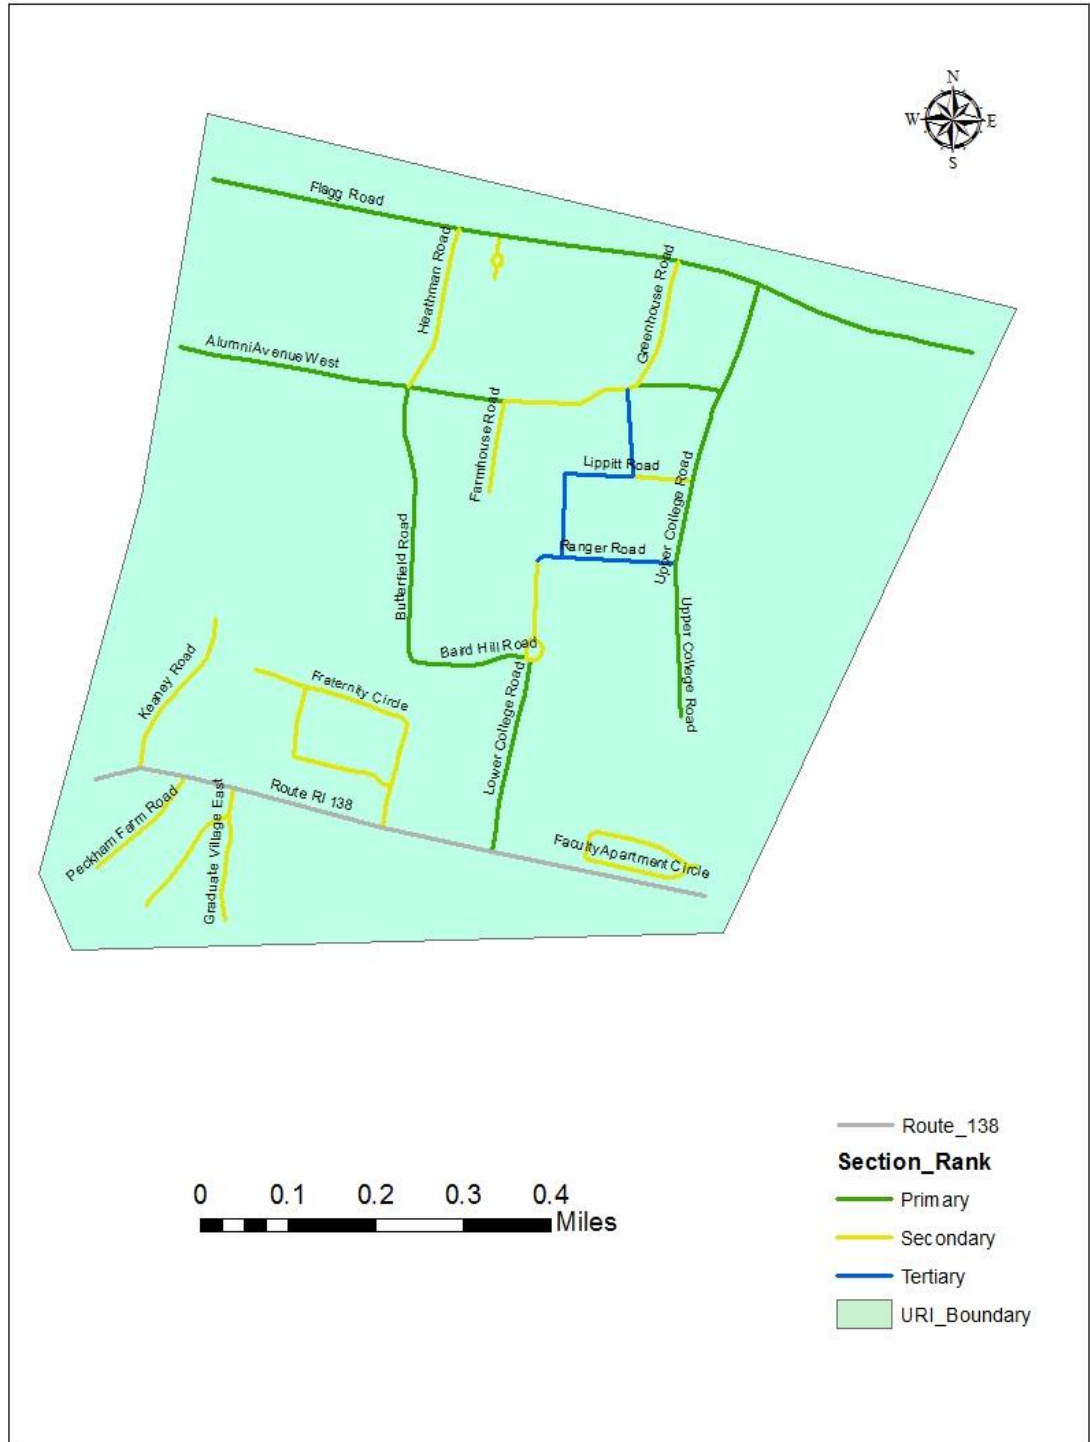 N
W E
S
Flagg Road
Heathman Road
Greenhouse Road
Alumni Avenue West
Farmhouse Road
Lippitt Road
Upper College Road
Ranger Road
Butterfield Road
Upper College Road
Baird Hill Road
Keaney Road
Fraternity Circle
Lower College Road
Route RI 138
Peckham Farm Road
Graduate Village East
Faculty Apartment Circle
Route_138
Section_Rank
0 0.1 0.2 0.3 0.4
Miles
Primary
Secondary
Tertiary
URI_Boundary